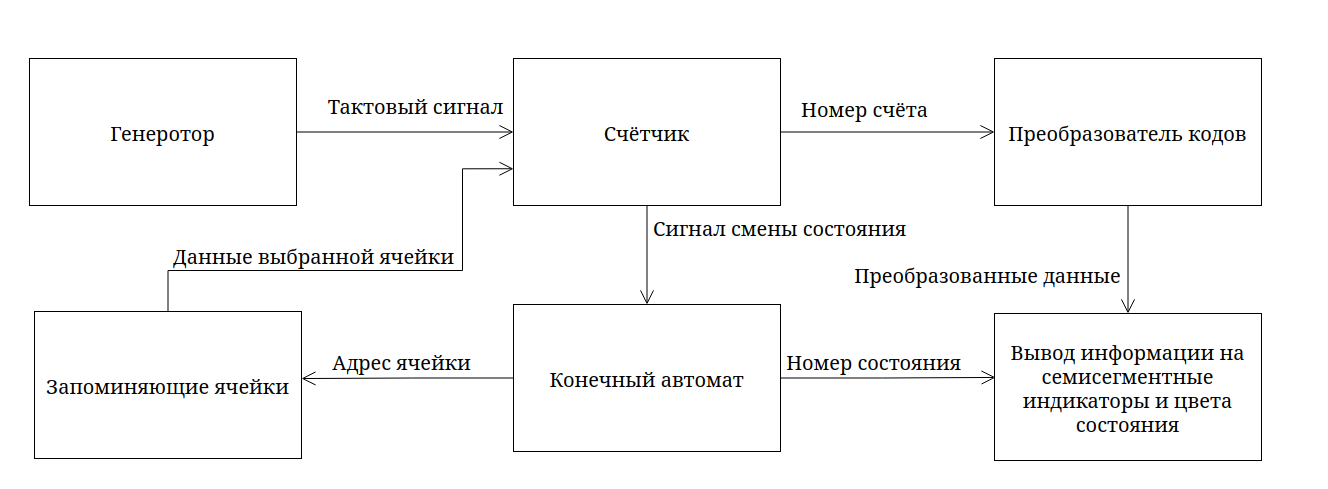 Генеротор
Тактовый сигнал
Счётчик
Номер счёта
Преобразователь кодов
Данные выбранной ячейки
Сигнал смены состояния
Преобразованные данные
Запоминяющие ячейки
Адрес ячейки
Конечный автомат
Номер состояния
Вывод информации на
семисегментные
индикаторы и цвета
состояния